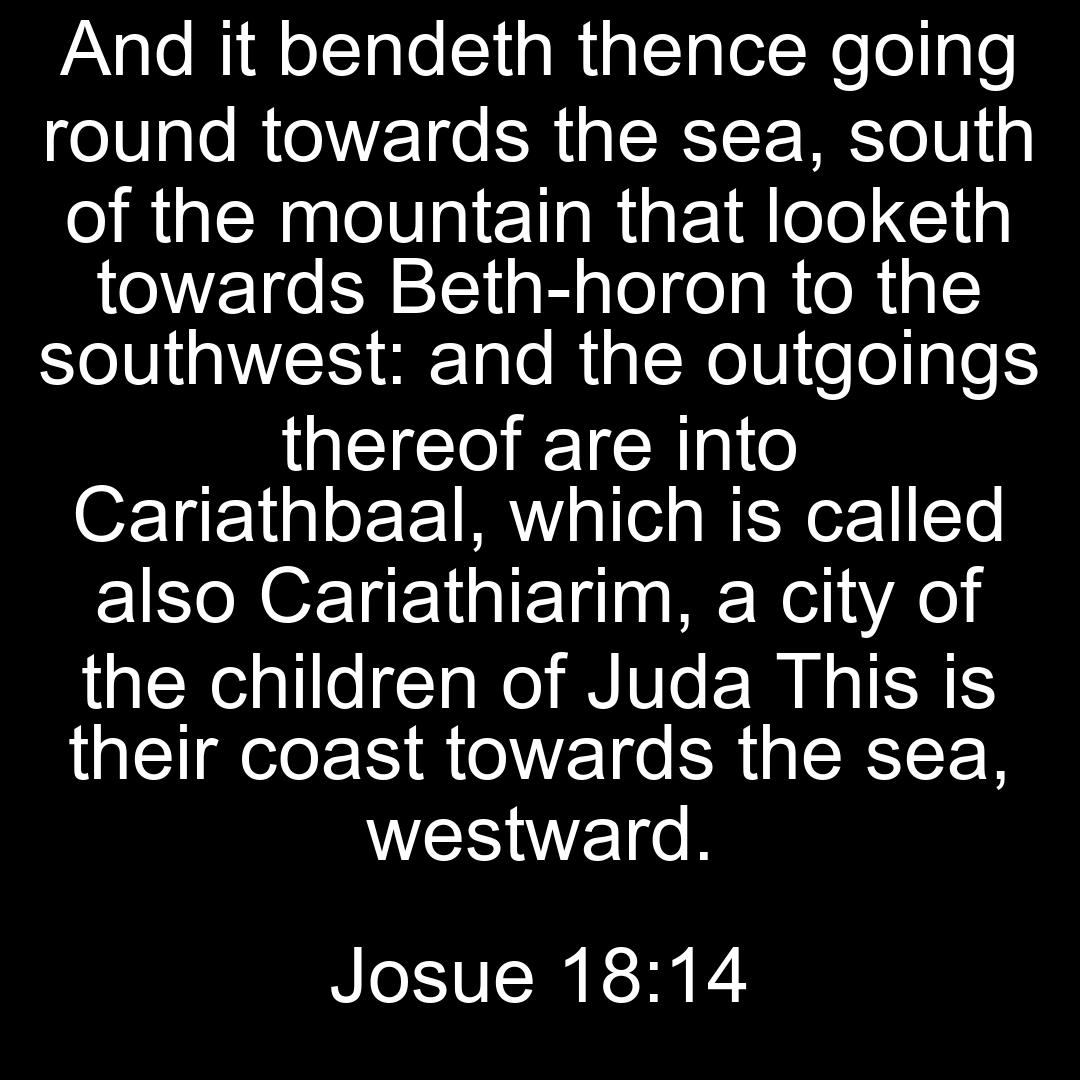 And it bendeth thence going
round towards the sea, south
of the mountain that looketh
towards Beth-horon to the
southwest: and the outgoings
thereof are into
Cariathbaal, which is called
also Cariathiarim, a city of
the children of Juda This is
their coast towards the sea,
westward.
Josue 18:14